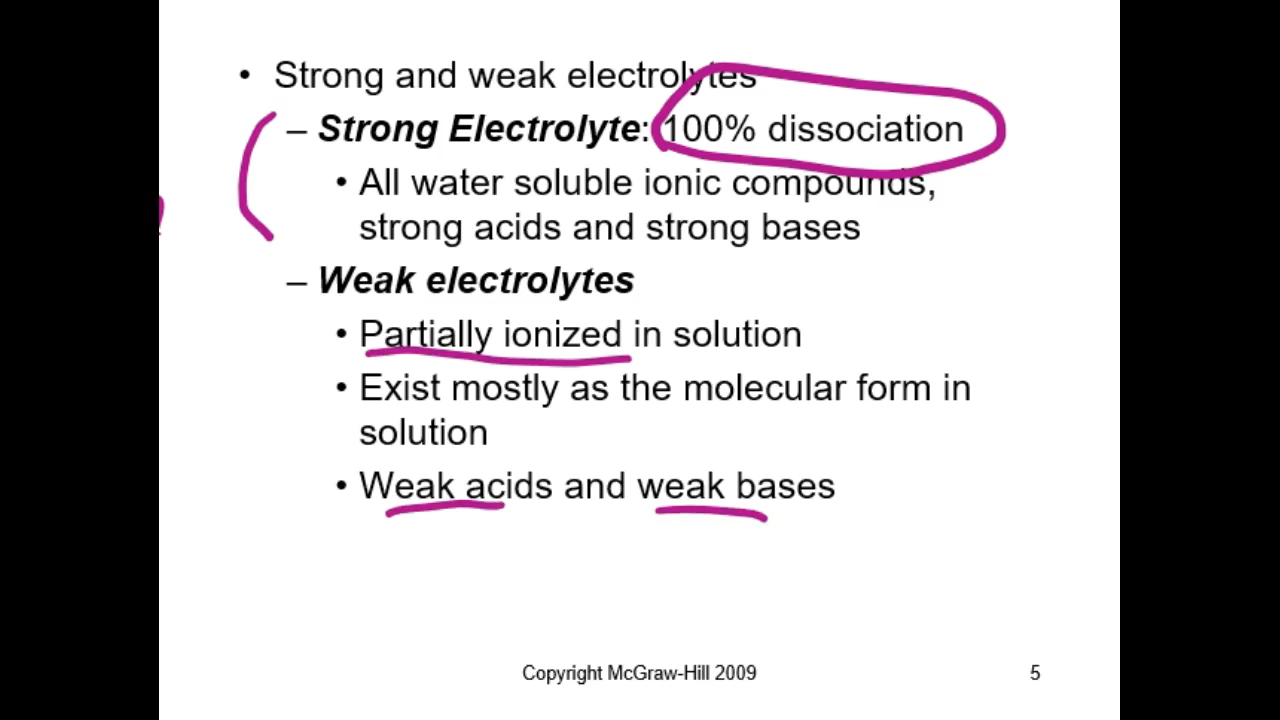 • Strong and weak electrolytes
– Strong Electrolyte: 100% dissociation
• All water soluble ionic compounds,
strong acids and strong bases
– Weak electrolytes
• Partially ionized in solution
• Exist mostly as the molecular form in
solution
• Weak acids and weak bases
Copyright McGraw-Hill 2009
5